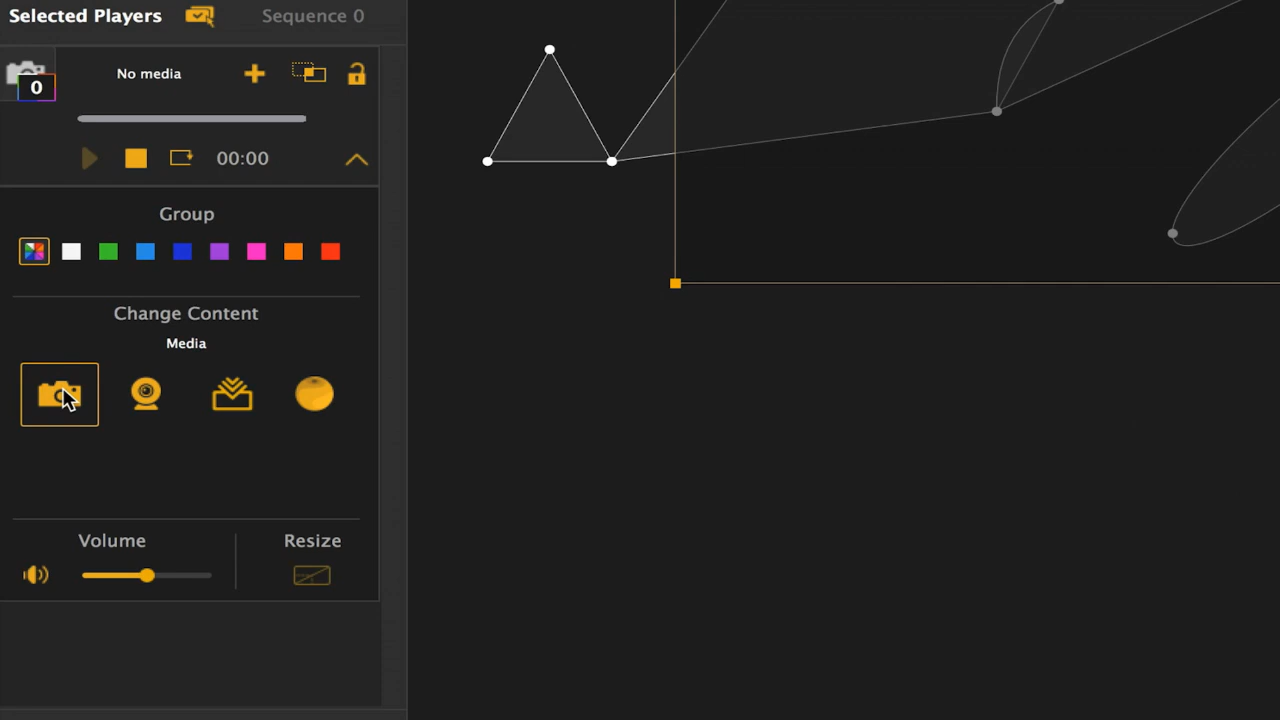 Selected Players
Sequence 0
No media
0
00:00
Group
Change Content
Media
Volume
Resize